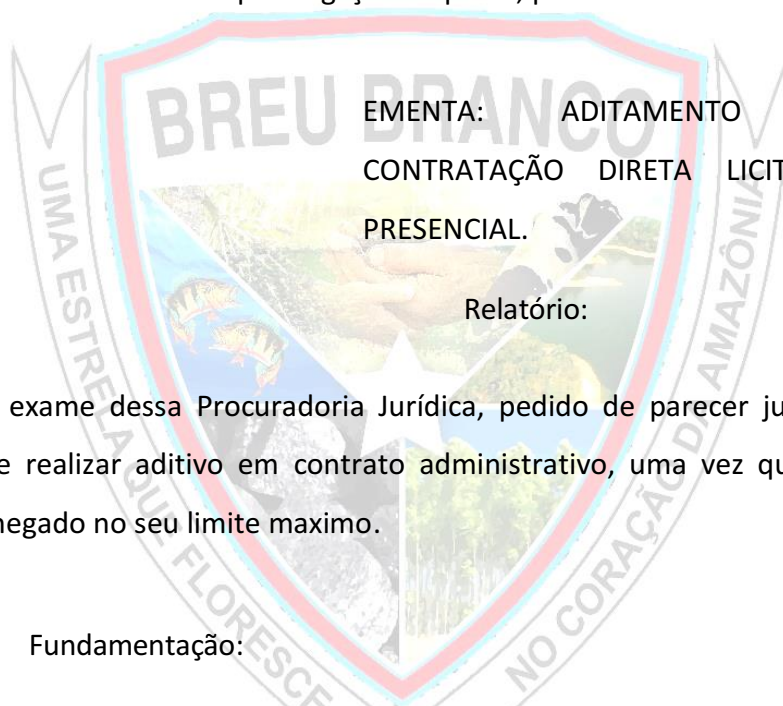 BREU BRANCO
UMA ESTRELA QUE FLORESCE NO CORAÇÃO DA AMAZÔNIA
EMENTA: ADITAMENTO
CONTRATAÇÃO DIRETA LICIT
PRESENCIAL.
Relatório:
exame dessa Procuradoria Jurídica, pedido de parecer ju
e realizar aditivo em contrato administrativo, uma vez qu
negado no seu limite maximo.
Fundamentação: